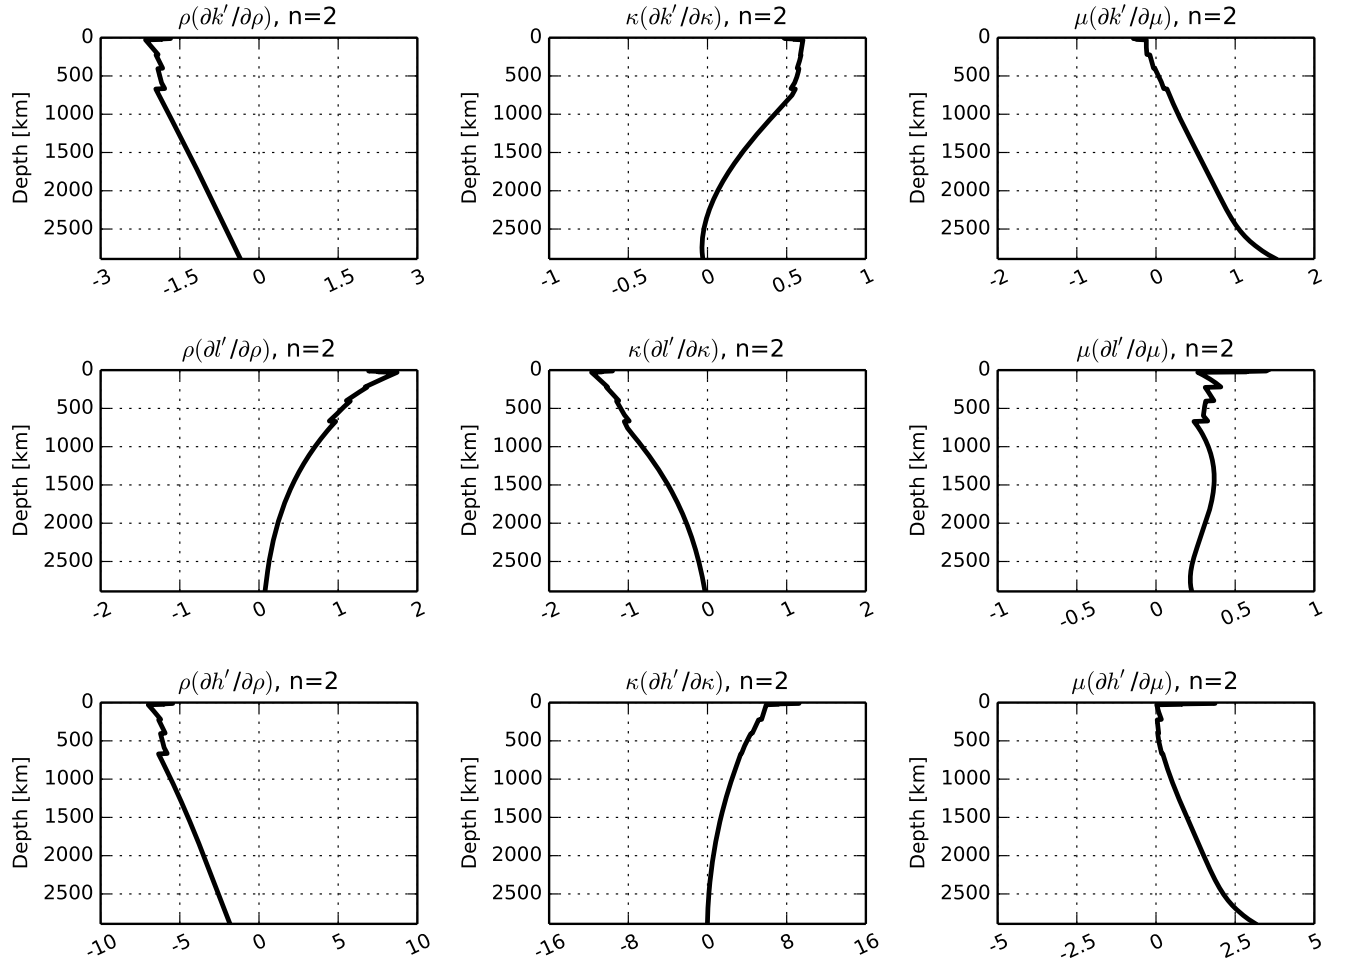 ρ(∂k′/∂ρ), n=2
κ(∂k′/∂κ), n=2
μ(∂k′/∂μ), n=2
0
500
1000
1500
2000
2500
Depth [km]
-3 -1.5 0 1.5 3
0
500
1000
1500
2000
2500
Depth [km]
-1 -0.5 0 0.5 1
0
500
1000
1500
2000
2500
Depth [km]
-2 -1 0 1 2
ρ(∂l′/∂ρ), n=2
κ(∂l′/∂κ), n=2
μ(∂l′/∂μ), n=2
0
500
1000
1500
2000
2500
Depth [km]
-2 -1 0 1 2
0
500
1000
1500
2000
2500
Depth [km]
-2 -1 0 1 2
0
500
1000
1500
2000
2500
Depth [km]
-1 -0.5 0 0.5 1
ρ(∂h′/∂ρ), n=2
κ(∂h′/∂κ), n=2
μ(∂h′/∂μ), n=2
0
500
1000
1500
2000
2500
Depth [km]
-10 -5 0 5 10
0
500
1000
1500
2000
2500
Depth [km]
-16 -8 0 8 16
0
500
1000
1500
2000
2500
Depth [km]
-5 -2.5 0 2.5 5